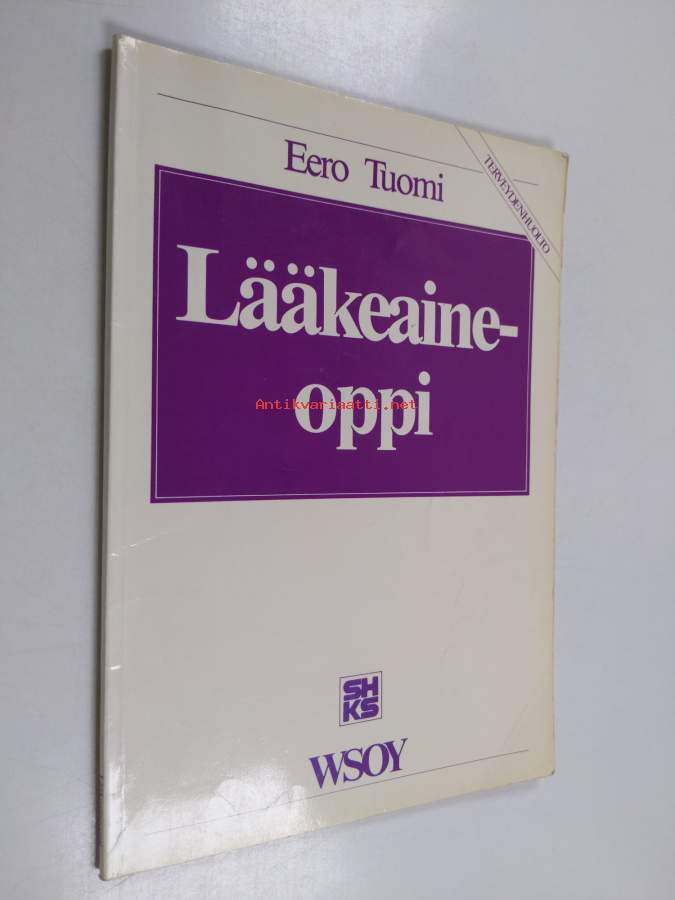 Eero Tuomi
TERVEYDENHUOLTO
Lääkeaine-
oppi
Antikvariaatti.net
SH
KS
WSOY